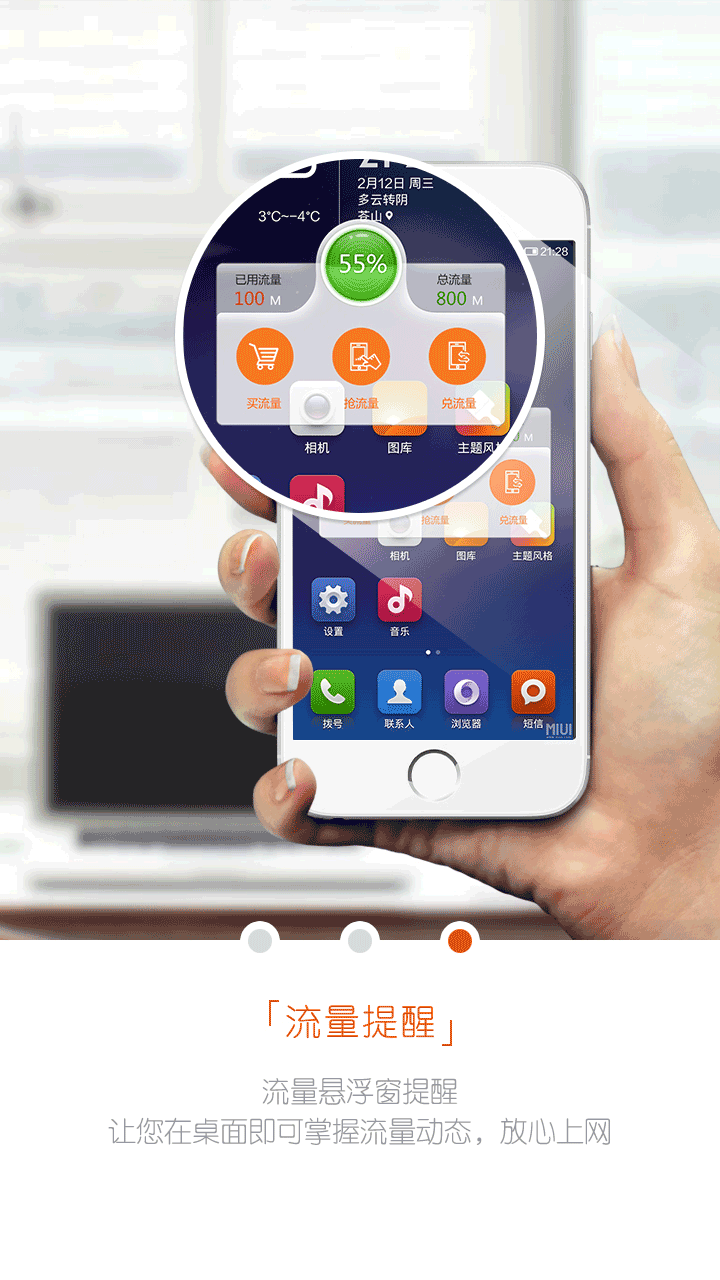 2月12日 周三
多云转阴
3°C~-4°C
苍山
21:28
55%
已用流量
总流量
100 M
800 M
买流量
抢流量
兑流量
相机
图库
主题风
M
抢流量
兑流量
相机
图库
主题风格
设置
音乐
拨号
联系人
浏览器
短信
MIUI
「流量提醒」
流量悬浮窗提醒
让您在桌面即可掌握流量动态，放心上网